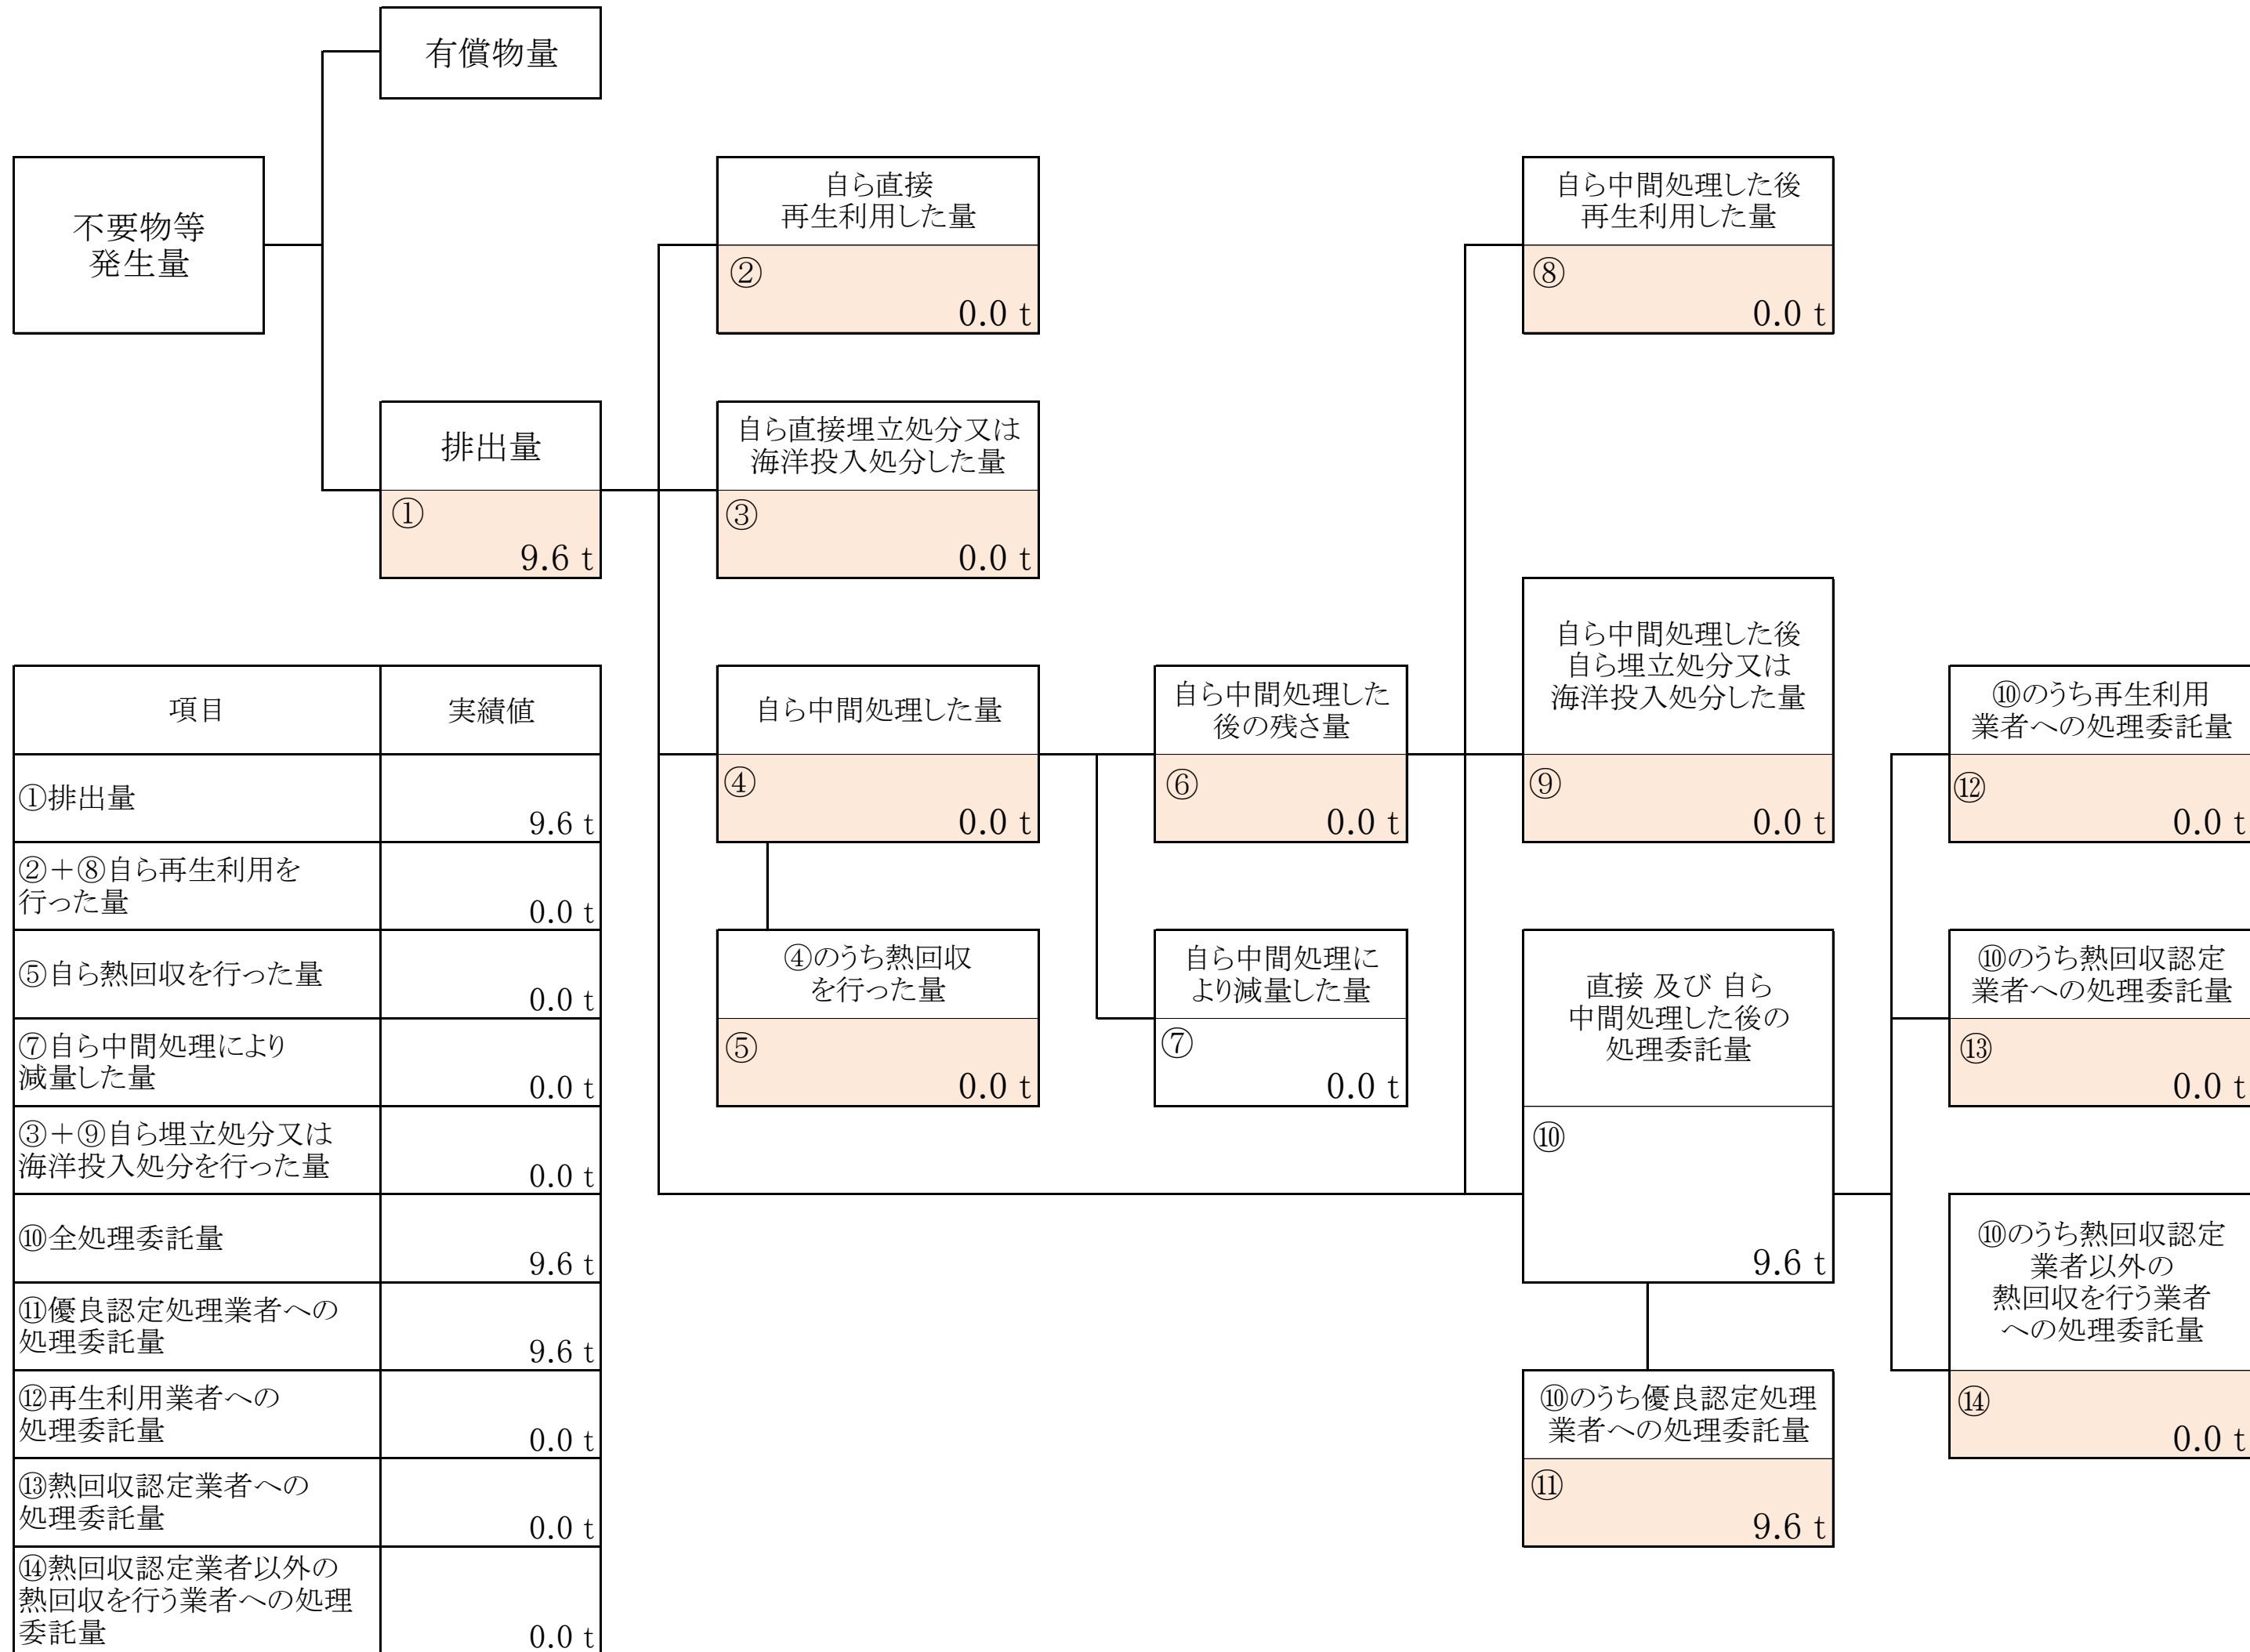 有償物量
不要物等
発生量
自ら直接
再生利用した量
②
0.0 t
自ら中間処理した後
再生利用した量
⑧
0.0 t
排出量
①
9.6 t
自ら直接埋立処分又は
海洋投入処分した量
③
0.0 t
自ら中間処理した量
④
0.0 t
自ら中間処理した
後の残さ量
⑥
0.0 t
自ら中間処理した後
自ら埋立処分又は
海洋投入処分した量
⑨
0.0 t
⑩のうち再生利用
業者への処理委託量
⑫
0.0 t
④のうち熱回収
を行った量
⑤
0.0 t
自ら中間処理に
より減量した量
⑦
0.0 t
直接 及び 自ら
中間処理した後の
処理委託量
⑩
9.6 t
⑩のうち熱回収認定
業者への処理委託量
⑬
0.0 t
⑩のうち熱回収認定
業者以外の
熱回収を行う業者
への処理委託量
⑭
0.0 t
⑩のうち優良認定処理
業者への処理委託量
⑪
9.6 t
項目 実績値
①排出量
9.6 t
②+⑧自ら再生利用を
行った量
0.0 t
⑤自ら熱回収を行った量
0.0 t
⑦自ら中間処理により
減量した量
0.0 t
③+⑨自ら埋立処分又は
海洋投入処分を行った量
0.0 t
⑩全処理委託量
9.6 t
⑪優良認定処理業者への
処理委託量
9.6 t
⑫再生利用業者への
処理委託量
0.0 t
⑬熱回収認定業者への
処理委託量
0.0 t
⑭熱回収認定業者以外の
熱回収を行う業者への処理
委託量
0.0 t